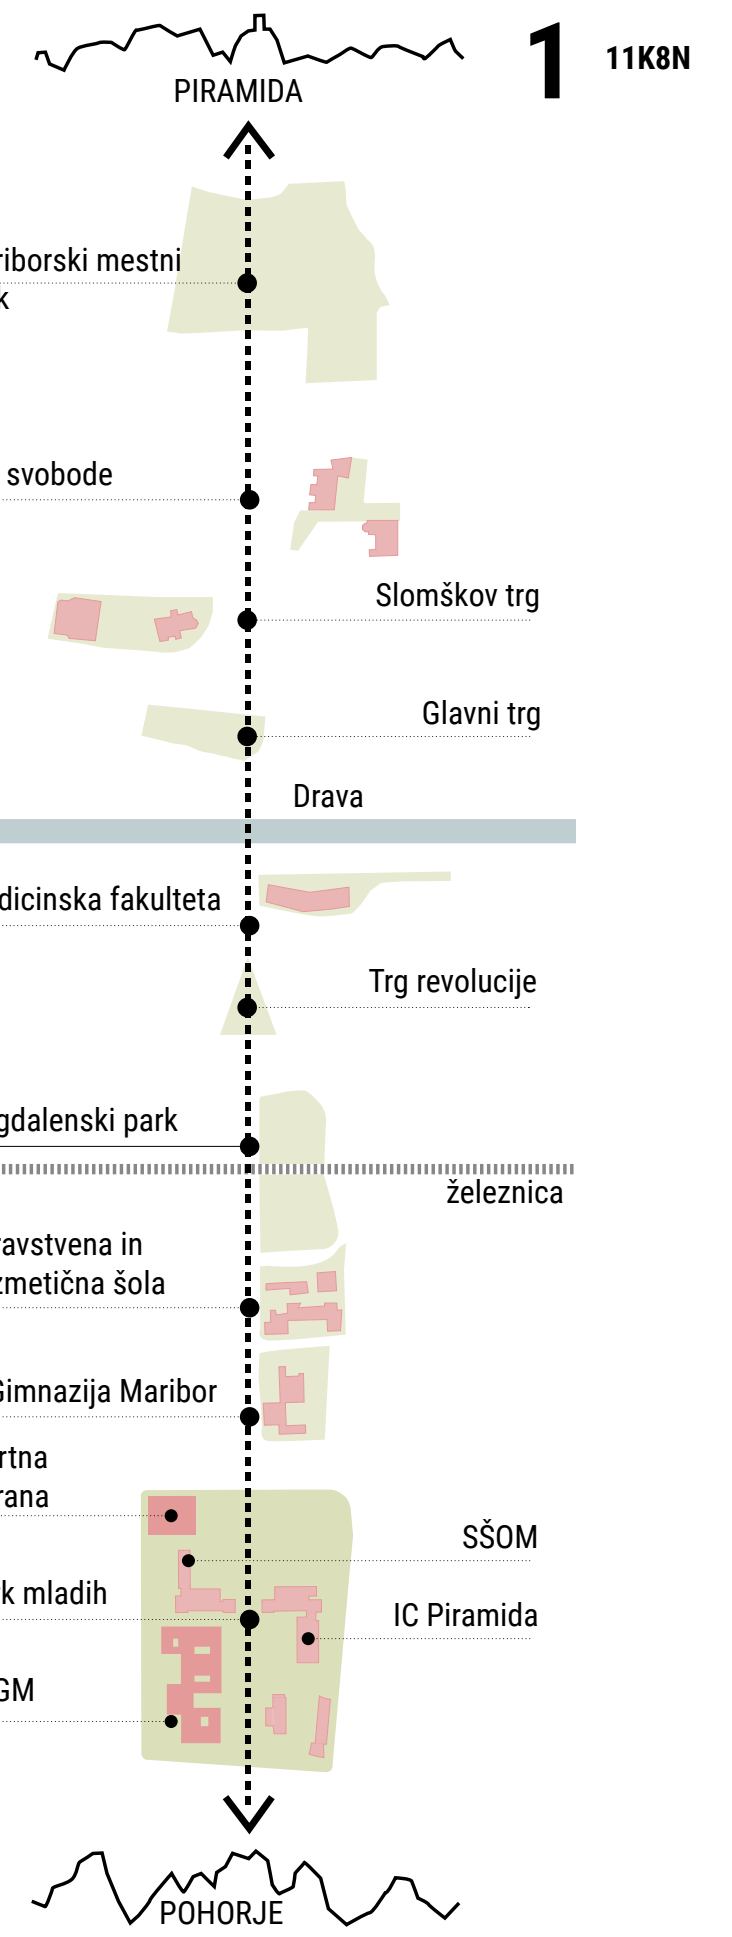 1 11K8N
PIRAMIDA
riborski mestni
k
svobode
Slomškov trg
Glavni trg
Drava
dicinska fakulteta
Trg revolucije
gdalenski park
železnica
ravstvena in
zmetična šola
Gimnazija Maribor
rtna
rana
SŠOM
rk mladih
IC Piramida
GM
POHORJE